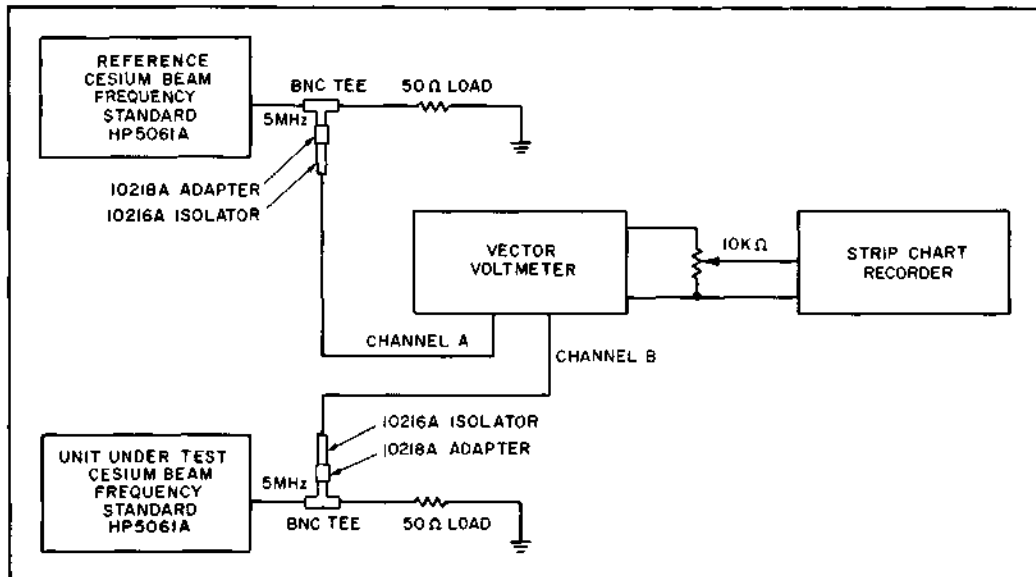 REFERENCE
CESIUM BEAM
FREQUENCY
STANDARD
HP5061A
BNC TEE
50Ω LOAD
5MHz
10218A ADAPTER
10216A ISOLATOR
VECTOR
VOLTMETER
10KΩ
STRIP CHART
RECORDER
CHANNEL A
CHANNEL B
10216A ISOLATOR
10218A ADAPTER
UNIT UNDER TEST
CESIUM BEAM
FREQUENCY
STANDARD
HP5061A
5MHz
BNC TEE
50Ω LOAD